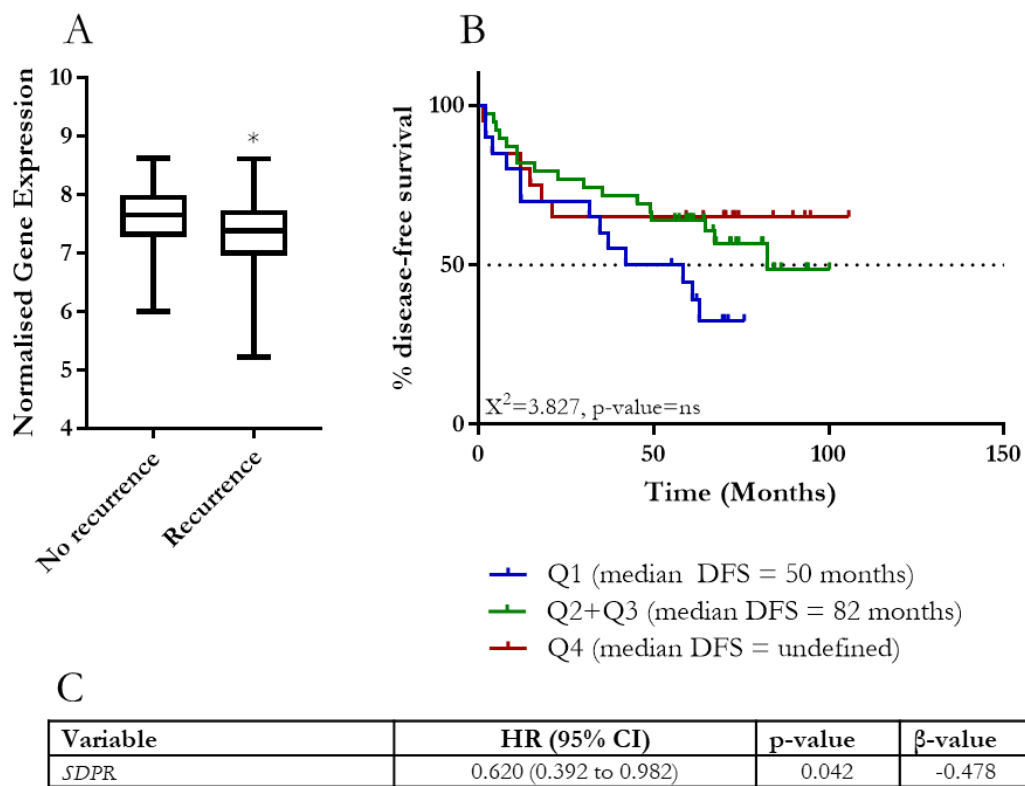 A
Normalised Gene Expression
10
9
8
7
6
5
4
*
No recurrence
Recurrence
B
% disease-free survival
100
50
0
X²=3.827, p-value=ns
0 50 100 150
Time (Months)
Q1 (median DFS = 50 months)
Q2+Q3 (median DFS = 82 months)
Q4 (median DFS = undefined)
C
Variable HR (95% CI) p-value β-value
SDPR 0.620 (0.392 to 0.982) 0.042 -0.478